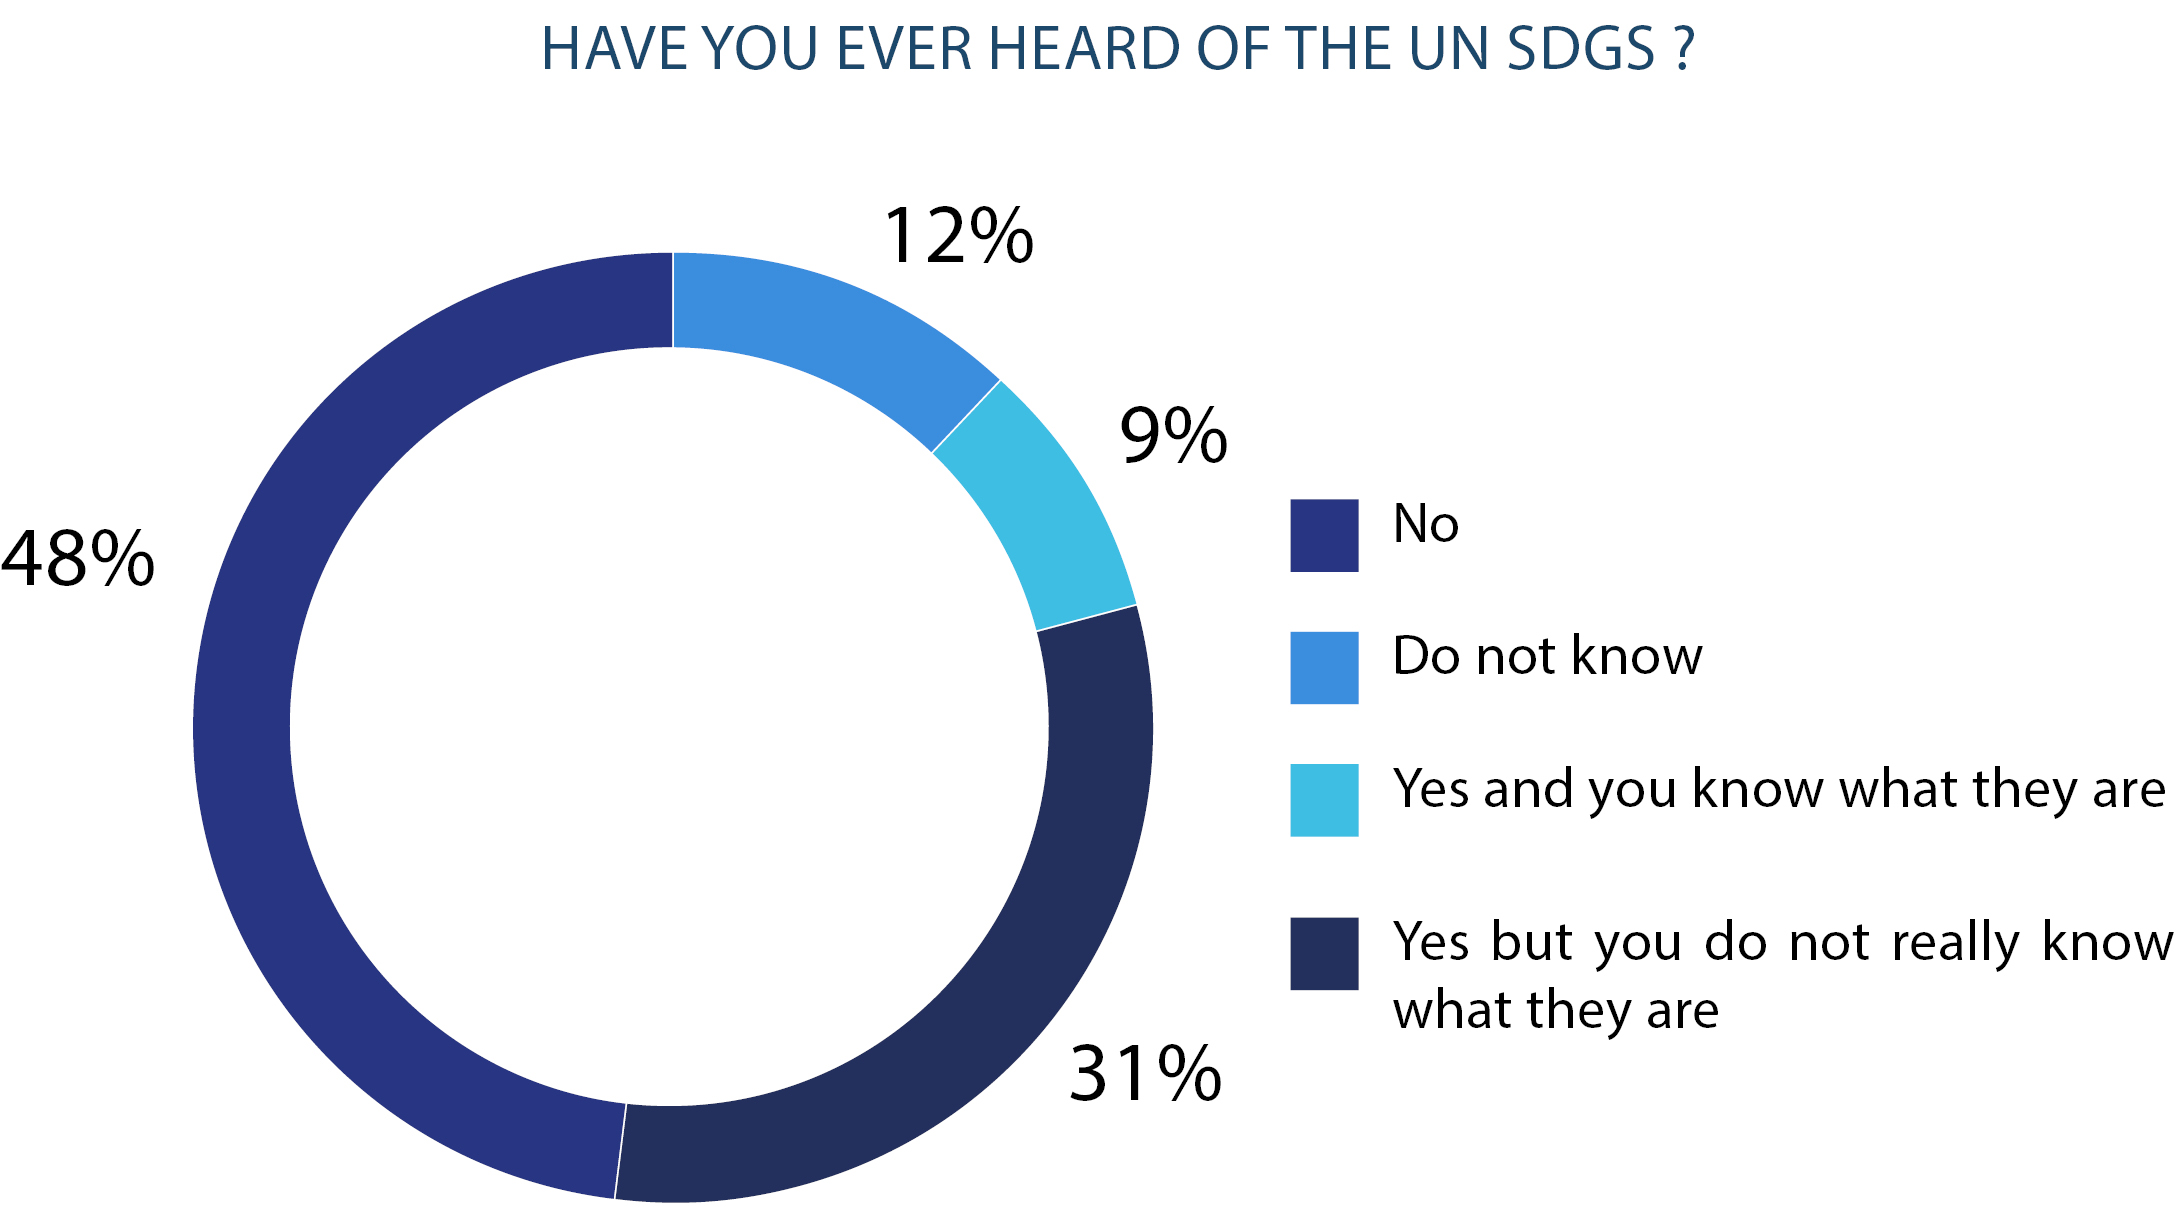 HAVE YOU EVER HEARD OF THE UN SDGS ?
12%
9%
48%
31%
No
Do not know
Yes and you know what they are
Yes but you do not really know
what they are